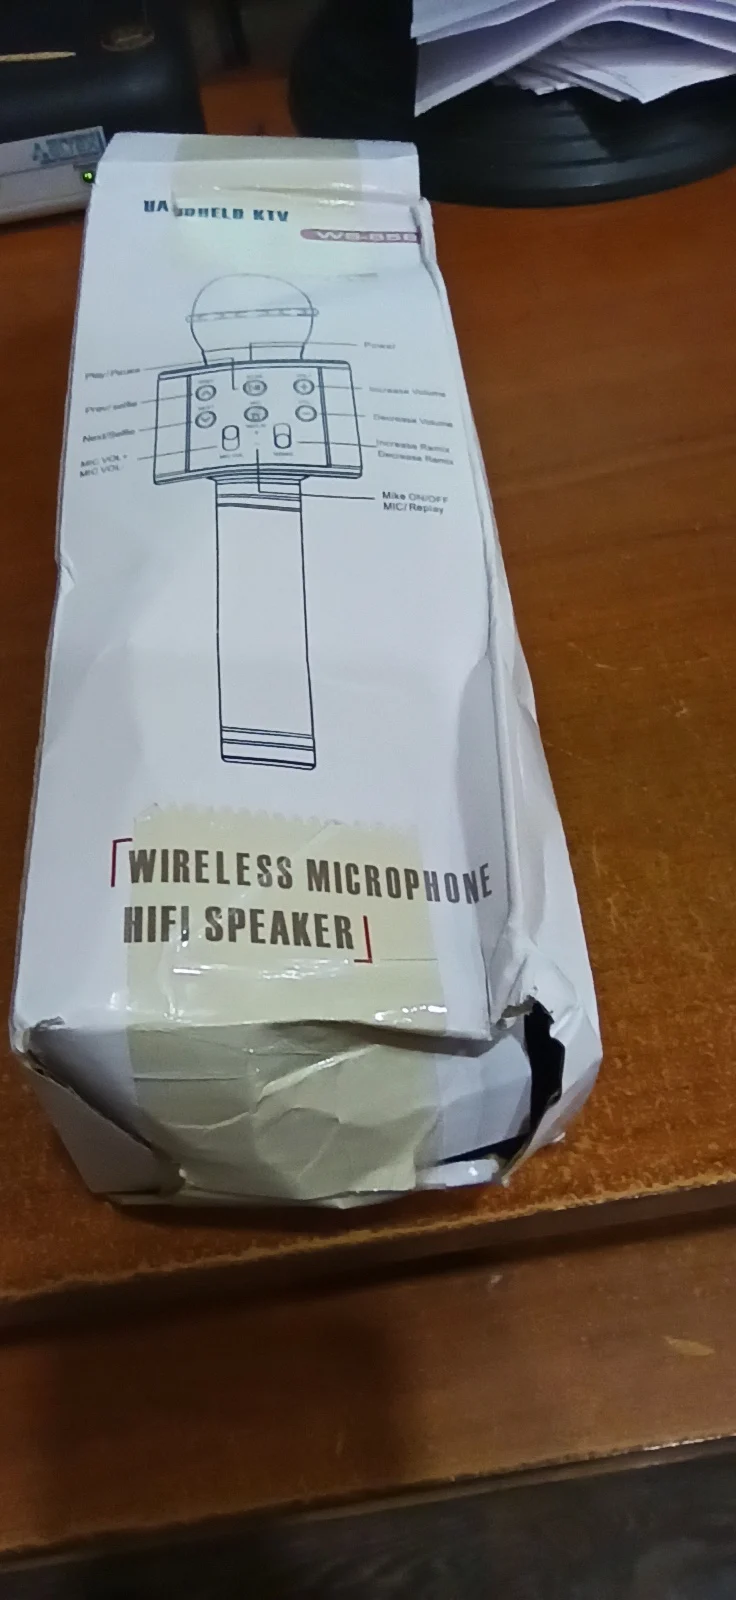 HANDHELD KTV
WS-858
Power
Play/Pause
Increase Volume
Prev/selfie
Decrease Volume
Next/Selfie
Increase Remix
Decrease Remix
MIC VOL+
MIC VOL-
Mike ON/OFF
MIC/Replay
WIRELESS MICROPHONE
HIFI SPEAKER